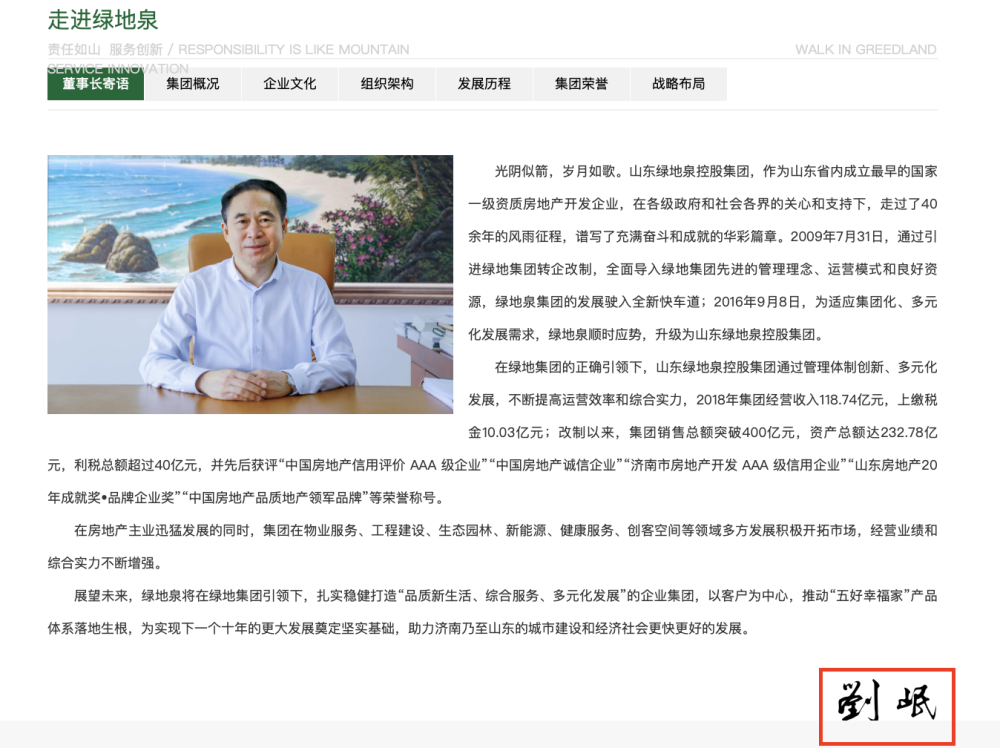 走进绿地泉
责任如山 服务创新 / RESPONSIBILITY IS LIKE MOUNTAIN
SERVICE INNOVATION
WALK IN GREEDLAND
董事长寄语 集团概况 企业文化 组织架构 发展历程 集团荣誉 战略布局
光阴似箭，岁月如歌。山东绿地泉控股集团，作为山东省内成立最早的国家
一级资质房地产开发企业，在各级政府和社会各界的关心和支持下，走过了40
余年的风雨征程，谱写了充满奋斗和成就的华彩篇章。2009年7月31日，通过引
进绿地集团转企改制，全面导入绿地集团先进的管理理念、运营模式和良好资
源，绿地泉集团的发展驶入全新快车道；2016年9月8日，为适应集团化、多元
化发展需求，绿地泉顺时应势，升级为山东绿地泉控股集团。
在绿地集团的正确引领下，山东绿地泉控股集团通过管理体制创新、多元化
发展，不断提高运营效率和综合实力，2018年集团经营收入118.74亿元，上缴税
金10.03亿元；改制以来，集团销售总额突破400亿元，资产总额达232.78亿
元，利税总额超过40亿元，并先后获评“中国房地产信用评价 AAA 级企业”“中国房地产诚信企业”“济南市房地产开发 AAA 级信用企业”“山东房地产20
年成就奖•品牌企业奖”“中国房地产品质地产领军品牌”等荣誉称号。
在房地产主业迅猛发展的同时，集团在物业服务、工程建设、生态园林、新能源、健康服务、创客空间等领域多方发展积极开拓市场，经营业绩和
综合实力不断增强。
展望未来，绿地泉将在绿地集团引领下，扎实稳健打造“品质新生活、综合服务、多元化发展”的企业集团，以客户为中心，推动“五好幸福家”产品
体系落地生根，为实现下一个十年的更大发展奠定坚实基础，助力济南乃至山东的城市建设和经济社会更快更好的发展。
劉岷